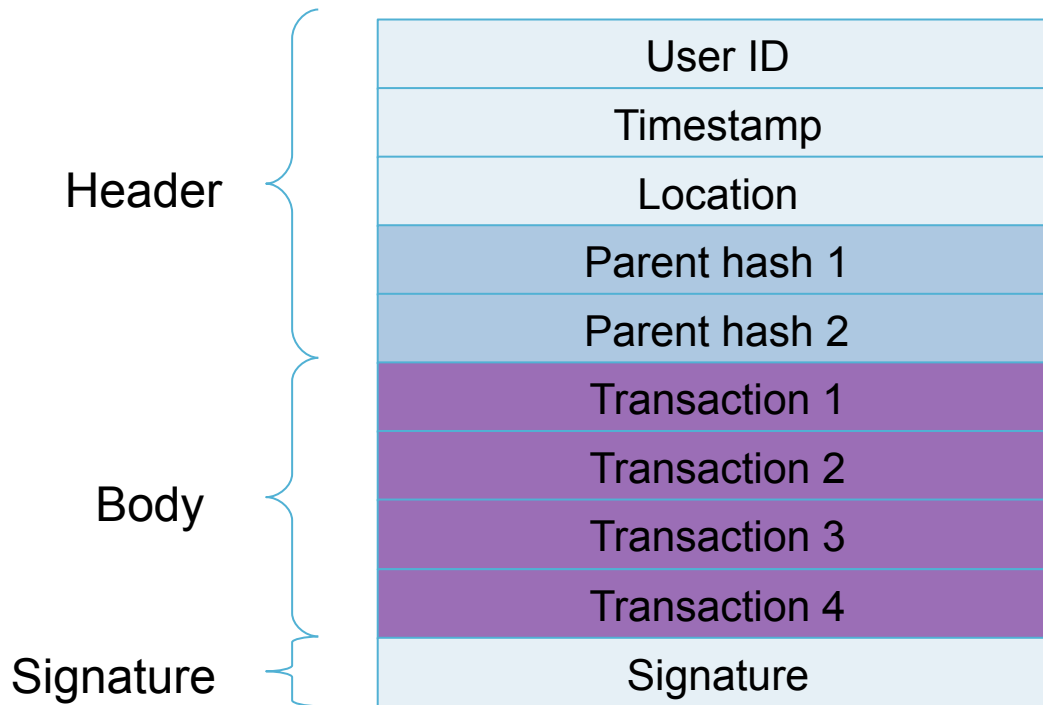 Header
User ID
Timestamp
Location
Parent hash 1
Parent hash 2
Body
Transaction 1
Transaction 2
Transaction 3
Transaction 4
Signature
Signature